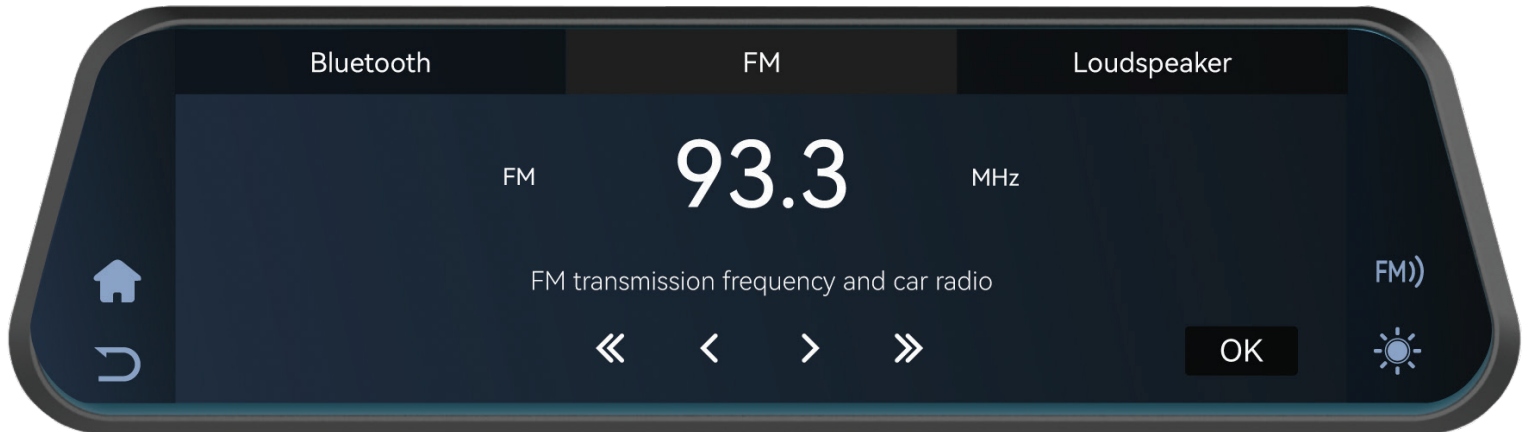 Bluetooth FM Loudspeaker
FM 93.3 MHz
FM transmission frequency and car radio
FM))
OK